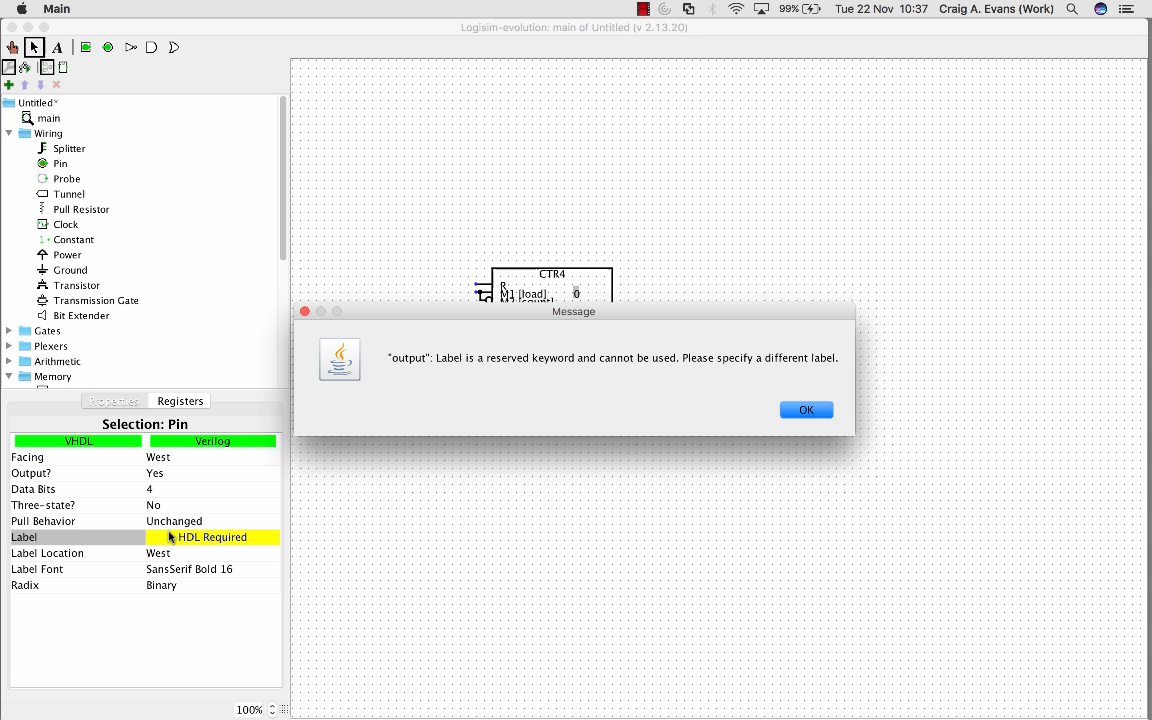 Main
99%
Tue 22 Nov 10:37
Craig A. Evans (Work)
Logisim-evolution: main of Untitled (v 2.13.20)
A
Untitled*
main
Wiring
Splitter
Pin
Probe
Tunnel
Pull Resistor
Clock
Constant
Power
Ground
Transistor
Transmission Gate
Bit Extender
Gates
Plexers
Arithmetic
Memory
CTR4
R
M1 [load]
0
Message
"output": Label is a reserved keyword and cannot be used. Please specify a different label.
OK
Properties
Registers
Selection: Pin
VHDL
Verilog
Facing West
Output? Yes
Data Bits 4
Three-state? No
Pull Behavior Unchanged
Label HDL Required
Label Location West
Label Font SansSerif Bold 16
Radix Binary
100%